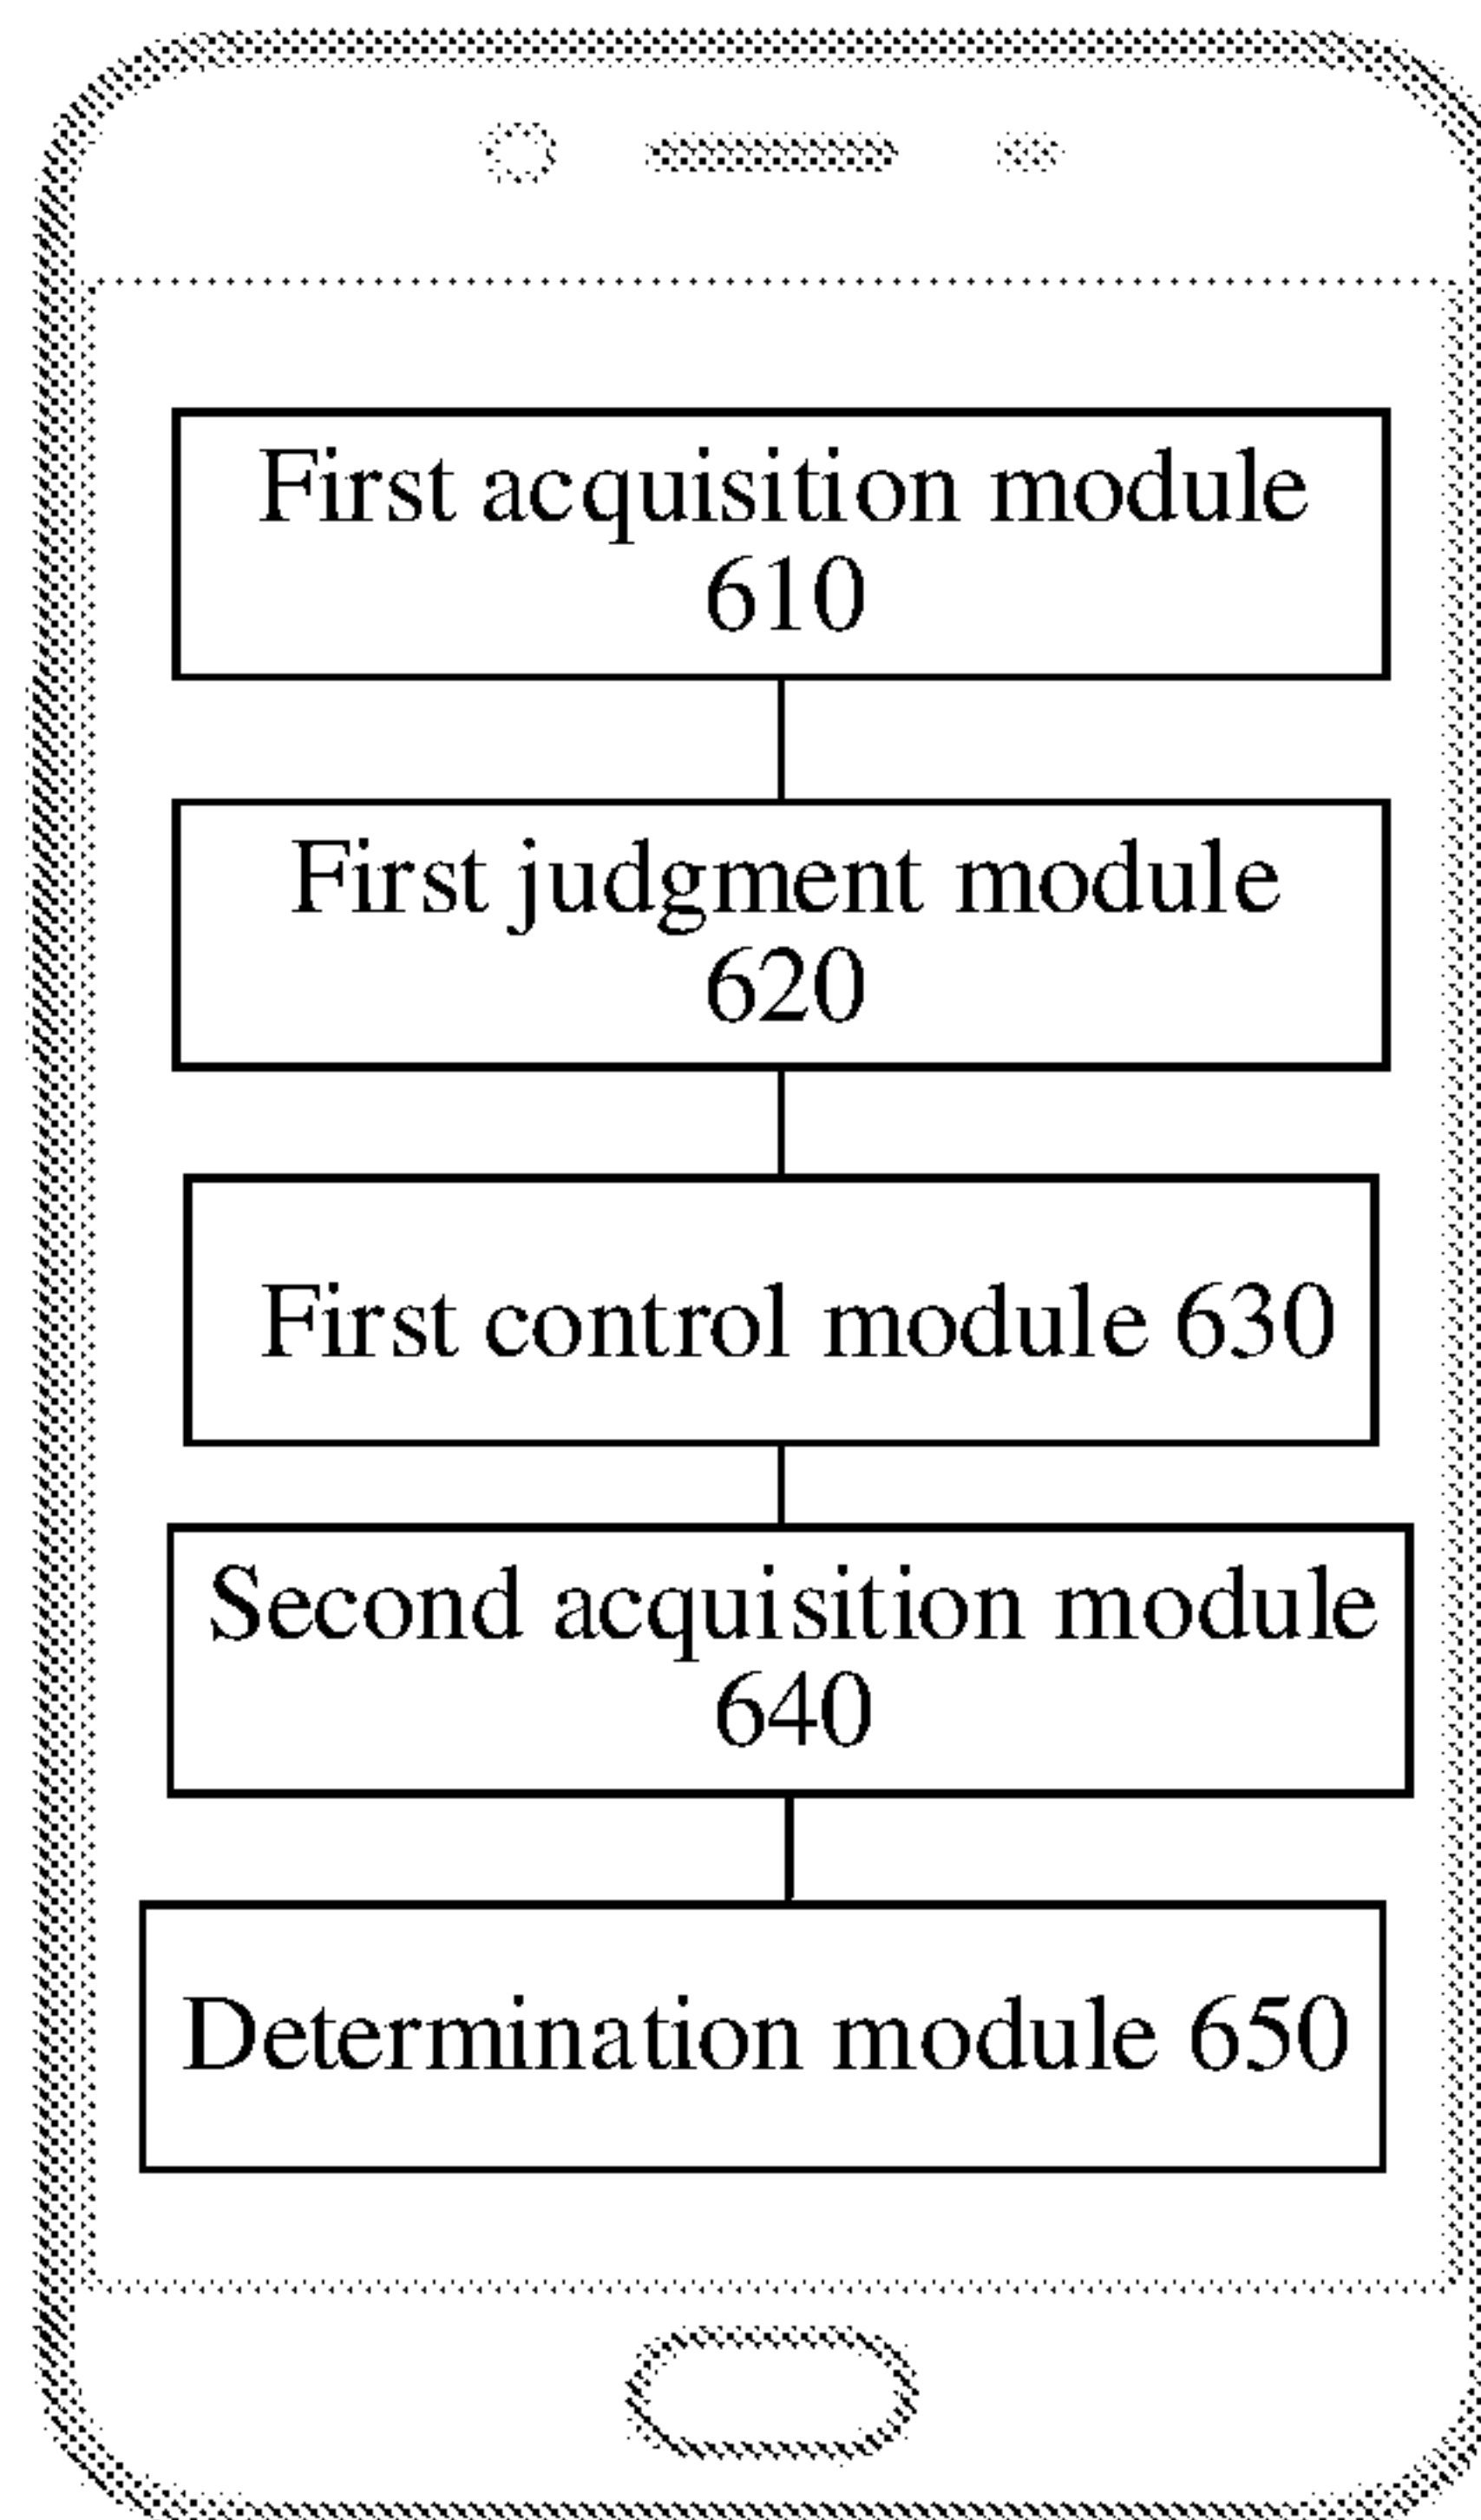 First acquisition module
610
First judgment module
620
First control module 630
Second acquisition module
640
Determination module 650